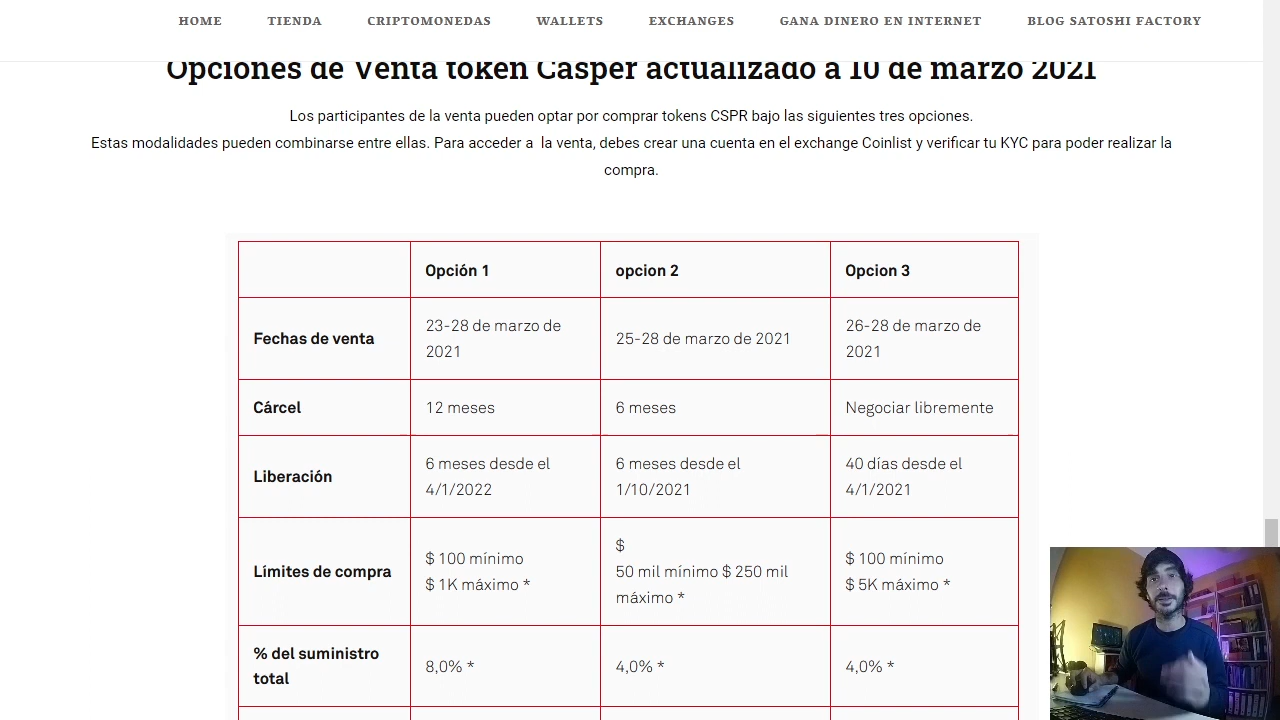 HOME TIENDA CRIPTOMONEDAS WALLETS EXCHANGES GANA DINERO EN INTERNET BLOG SATOSHI FACTORY
Opciones de Venta token Casper actualizado a 10 de marzo 2021
Los participantes de la venta pueden optar por comprar tokens CSPR bajo las siguientes tres opciones.
Estas modalidades pueden combinarse entre ellas. Para acceder a la venta, debes crear una cuenta en el exchange Coinlist y verificar tu KYC para poder realizar la
compra.
Opción 1 opcion 2 Opcion 3
Fechas de venta
23-28 de marzo de
2021
25-28 de marzo de 2021
26-28 de marzo de
2021
Cárcel 12 meses 6 meses Negociar libremente
Liberación
6 meses desde el
4/1/2022
6 meses desde el
1/10/2021
40 días desde el
4/1/2021
Límites de compra
$ 100 mínimo
$ 1K máximo *
$
50 mil mínimo $ 250 mil
máximo *
$ 100 mínimo
$ 5K máximo *
% del suministro
total
8,0% * 4,0% * 4,0% *